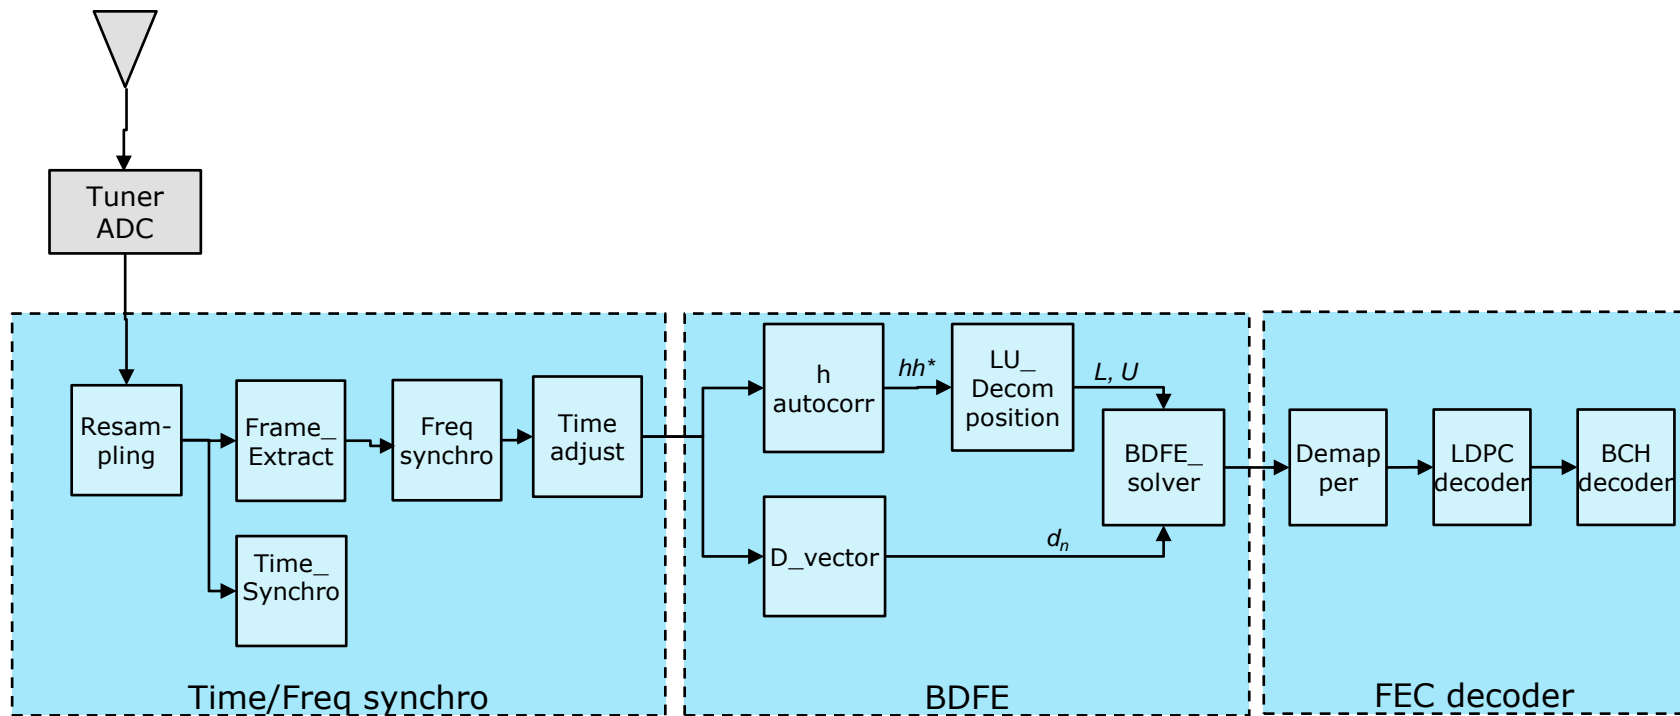 Tuner
ADC
Resam-
pling
Frame_
Extract
Freq
synchro
Time
adjust
Time_
Synchro
Time/Freq synchro
h
autocorr
hh*
LU_
Decom
position
L, U
D_vector
dn
BDFE_
solver
BDFE
Demap
per
LDPC
decoder
BCH
decoder
FEC decoder